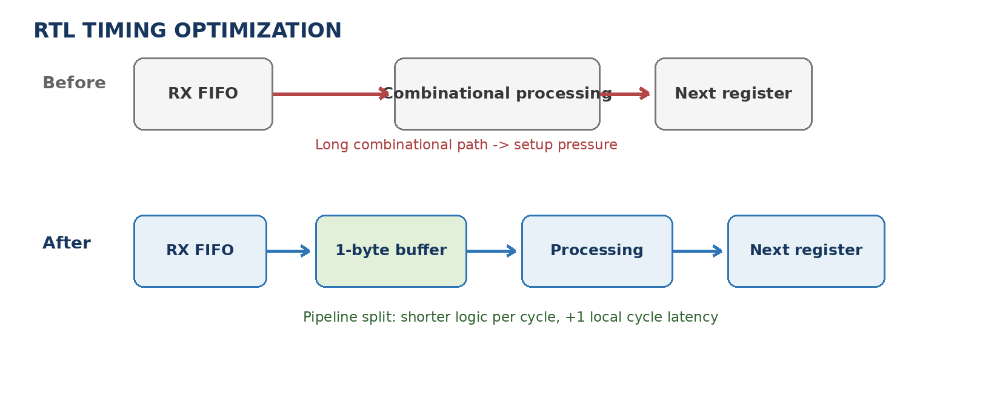 RTL TIMING OPTIMIZATION
Before
RX FIFO
Combinational processing
Next register
Long combinational path -> setup pressure
After
RX FIFO
1-byte buffer
Processing
Next register
Pipeline split: shorter logic per cycle, +1 local cycle latency